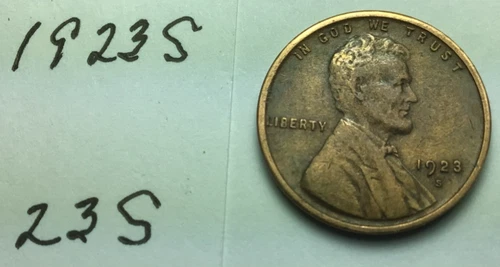 1923S
23S
IN GOD WE TRUST
LIBERTY
1923
S